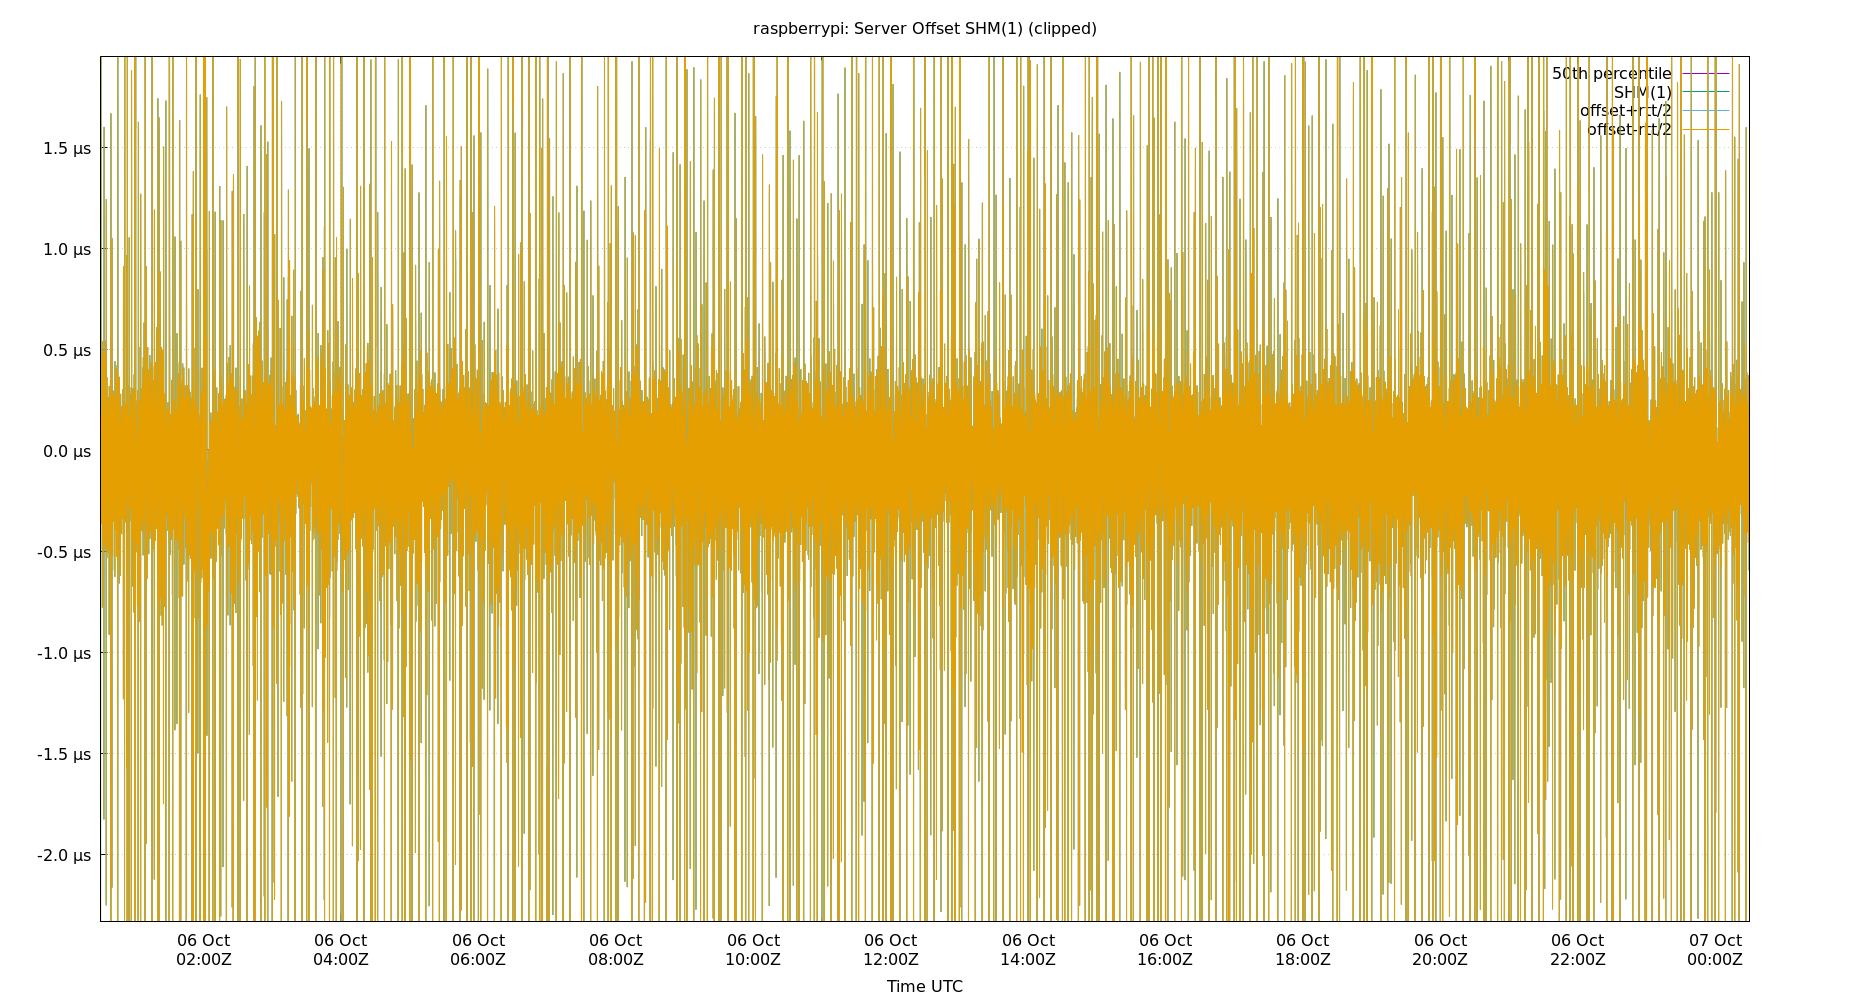 raspberrypi: Server Offset SHM(1) (clipped)
50th percentile
SHM(1)
offset+rtt/2
offset-rtt/2
1.5 µs
1.0 µs
0.5 µs
0.0 µs
-0.5 µs
-1.0 µs
-1.5 µs
-2.0 µs
06 Oct 06 Oct 06 Oct 06 Oct 06 Oct 06 Oct 06 Oct 06 Oct 06 Oct 06 Oct 06 Oct 07 Oct
02:00Z 04:00Z 06:00Z 08:00Z 10:00Z 12:00Z 14:00Z 16:00Z 18:00Z 20:00Z 22:00Z 00:00Z
Time UTC